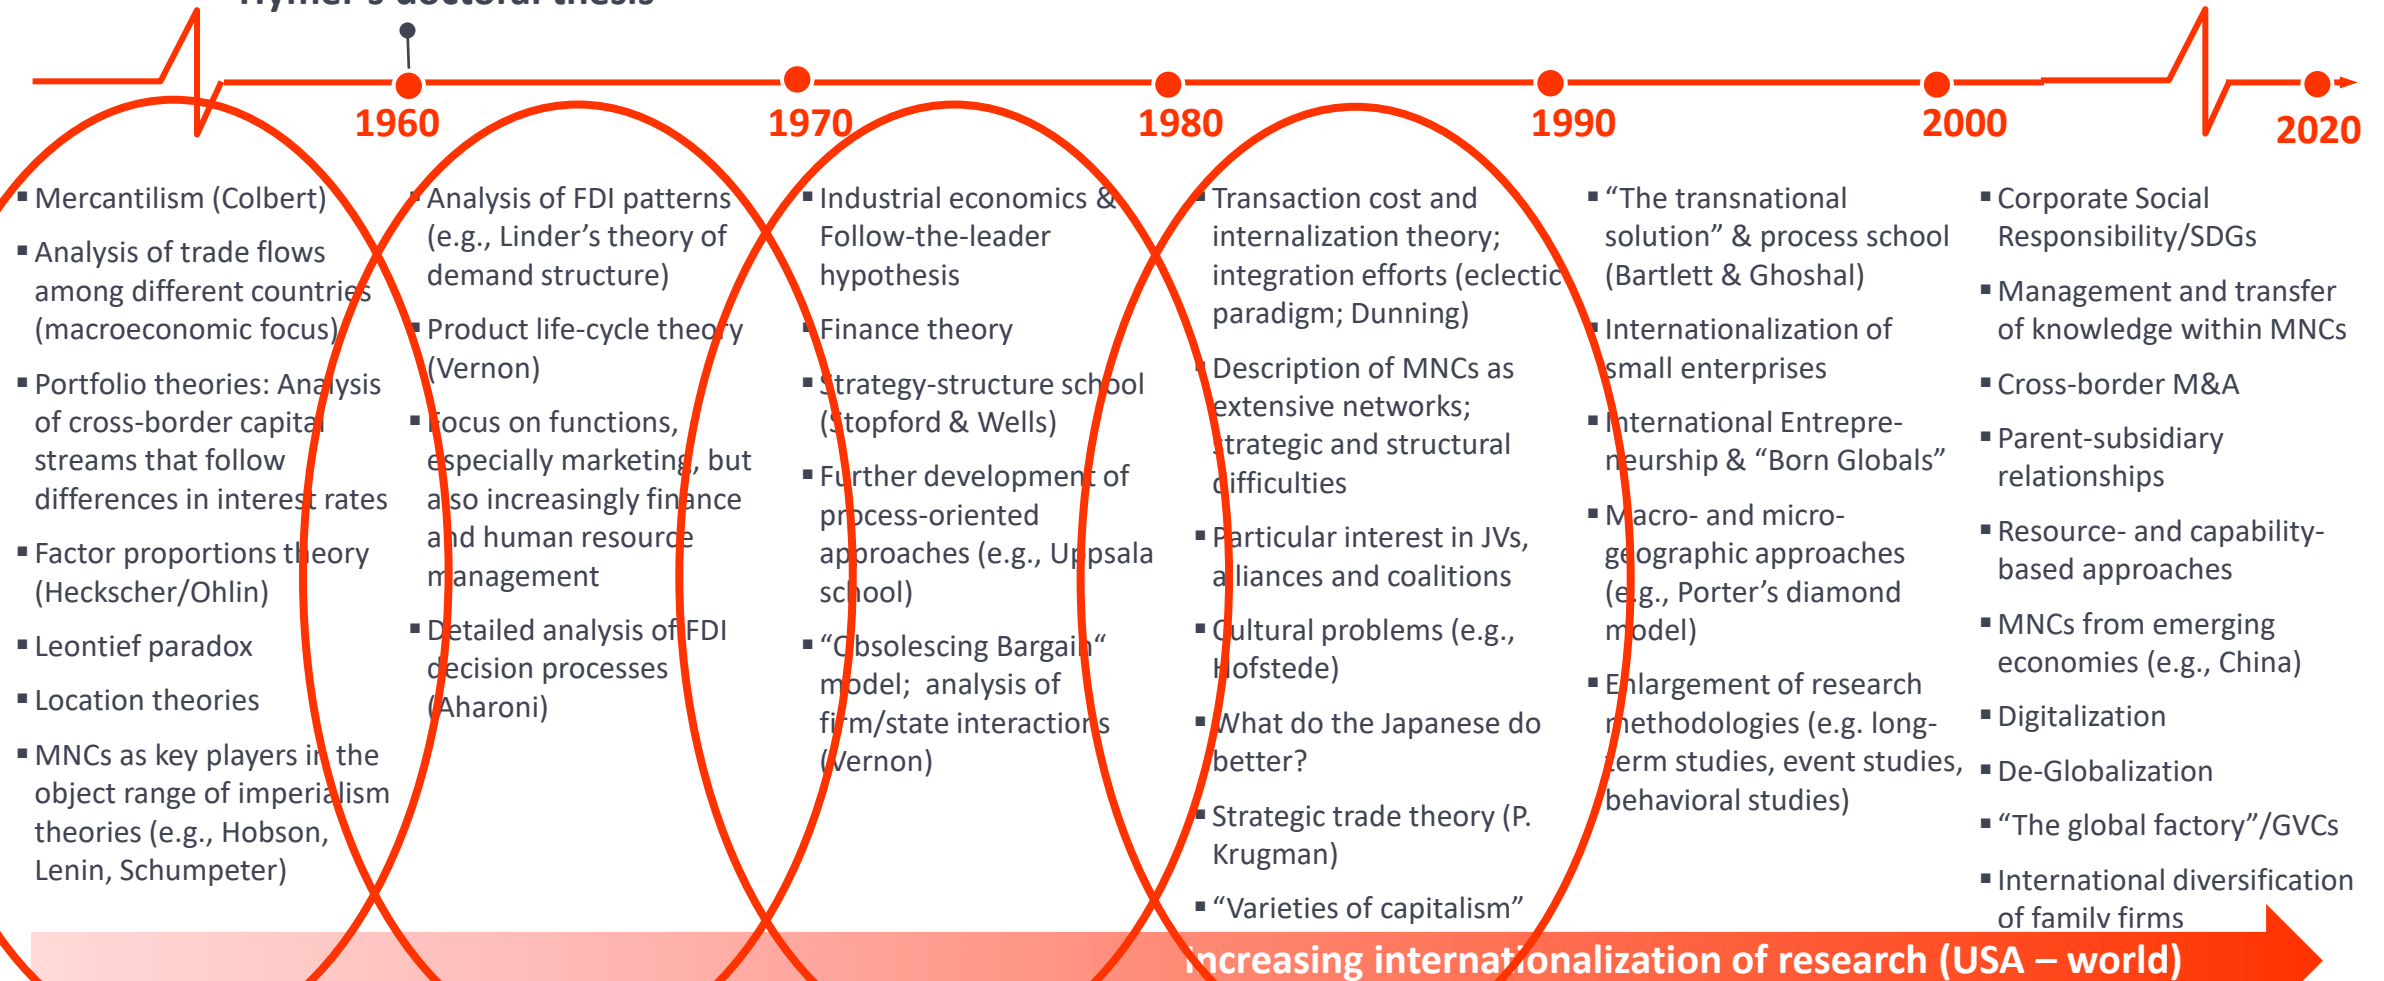 Hymer's doctoral thesis
1960
1970
1980
1990
2000
2020
▪ Mercantilism (Colbert)
▪ Analysis of trade flows
among different countries
(macroeconomic focus)
▪ Portfolio theories: Analysis
of cross-border capital
streams that follow
differences in interest rates
▪ Factor proportions theory
(Heckscher/Ohlin)
▪ Leontief paradox
▪ Location theories
▪ MNCs as key players in the
object range of imperialism
theories (e.g., Hobson,
Lenin, Schumpeter)
▪ Analysis of FDI patterns
(e.g., Linder’s theory of
demand structure)
▪ Product life-cycle theory
(Vernon)
▪ Focus on functions,
especially marketing, but
also increasingly finance
and human resource
management
▪ Detailed analysis of FDI
decision processes
(Aharoni)
▪ Industrial economics &
Follow-the-leader
hypothesis
▪ Finance theory
▪ Strategy-structure school
(Stopford & Wells)
▪ Further development of
process-oriented
approaches (e.g., Uppsala
school)
▪ “Obsolescing Bargain“
model;  analysis of
firm/state interactions
(Vernon)
▪ Transaction cost and
internalization theory;
integration efforts (eclectic
paradigm; Dunning)
▪ Description of MNCs as
extensive networks;
strategic and structural
difficulties
▪ Particular interest in JVs,
alliances and coalitions
▪ Cultural problems (e.g.,
Hofstede)
▪ What do the Japanese do
better?
▪ Strategic trade theory (P.
Krugman)
▪ “Varieties of capitalism”
▪ “The transnational
solution” & process school
(Bartlett & Ghoshal)
▪ Internationalization of
small enterprises
▪ International Entrepre-
neurship & “Born Globals”
▪ Macro- and micro-
geographic approaches
(e.g., Porter’s diamond
model)
▪ Enlargement of research
methodologies (e.g. long-
term studies, event studies,
behavioral studies)
▪ Corporate Social
Responsibility/SDGs
▪ Management and transfer
of knowledge within MNCs
▪ Cross-border M&A
▪ Parent-subsidiary
relationships
▪ Resource- and capability-
based approaches
▪ MNCs from emerging
economies (e.g., China)
▪ Digitalization
▪ De-Globalization
▪ “The global factory”/GVCs
▪ International diversification
of family firms
Increasing internationalization of research (USA – world)